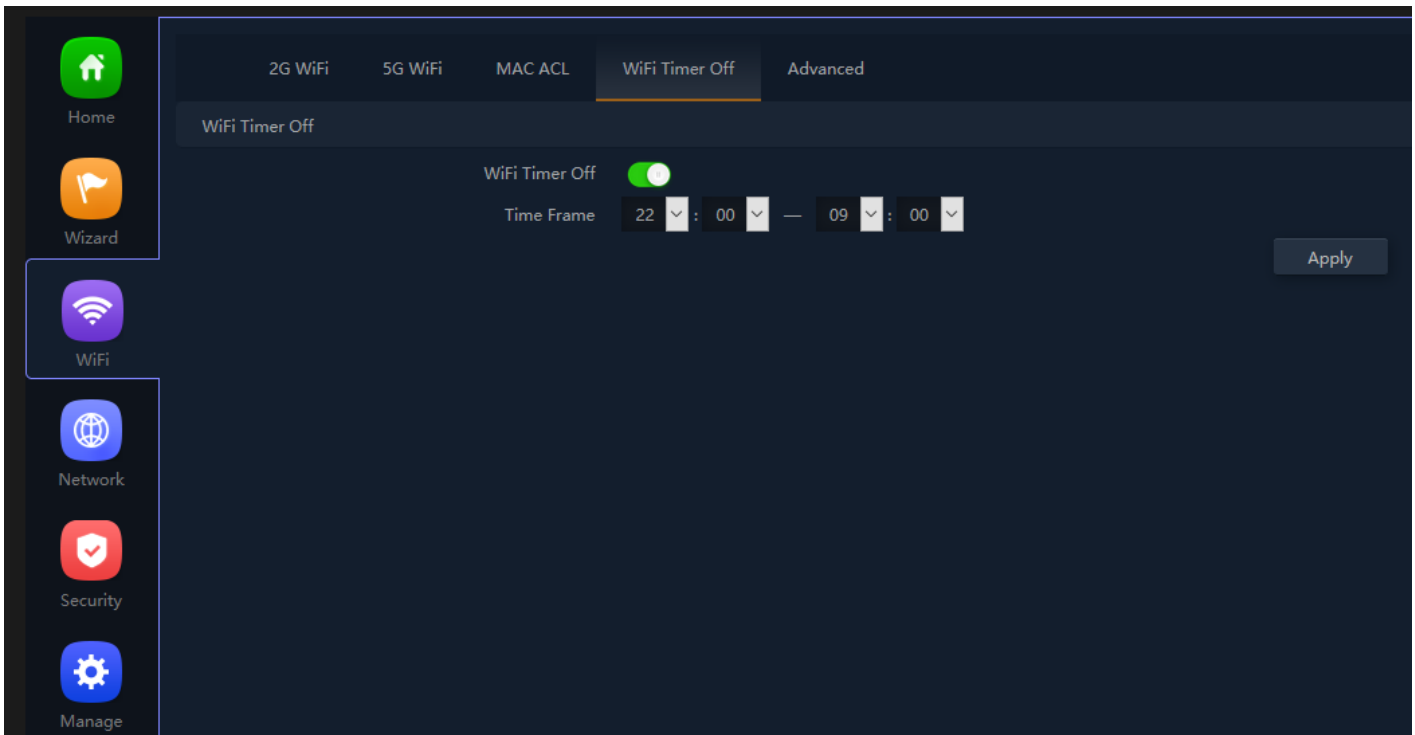 2G WiFi 5G WiFi MAC ACL WiFi Timer Off Advanced
Home
WiFi Timer Off
WiFi Timer Off
Time Frame 22 : 00 — 09 : 00
Apply
Wizard
WiFi
Network
Security
Manage